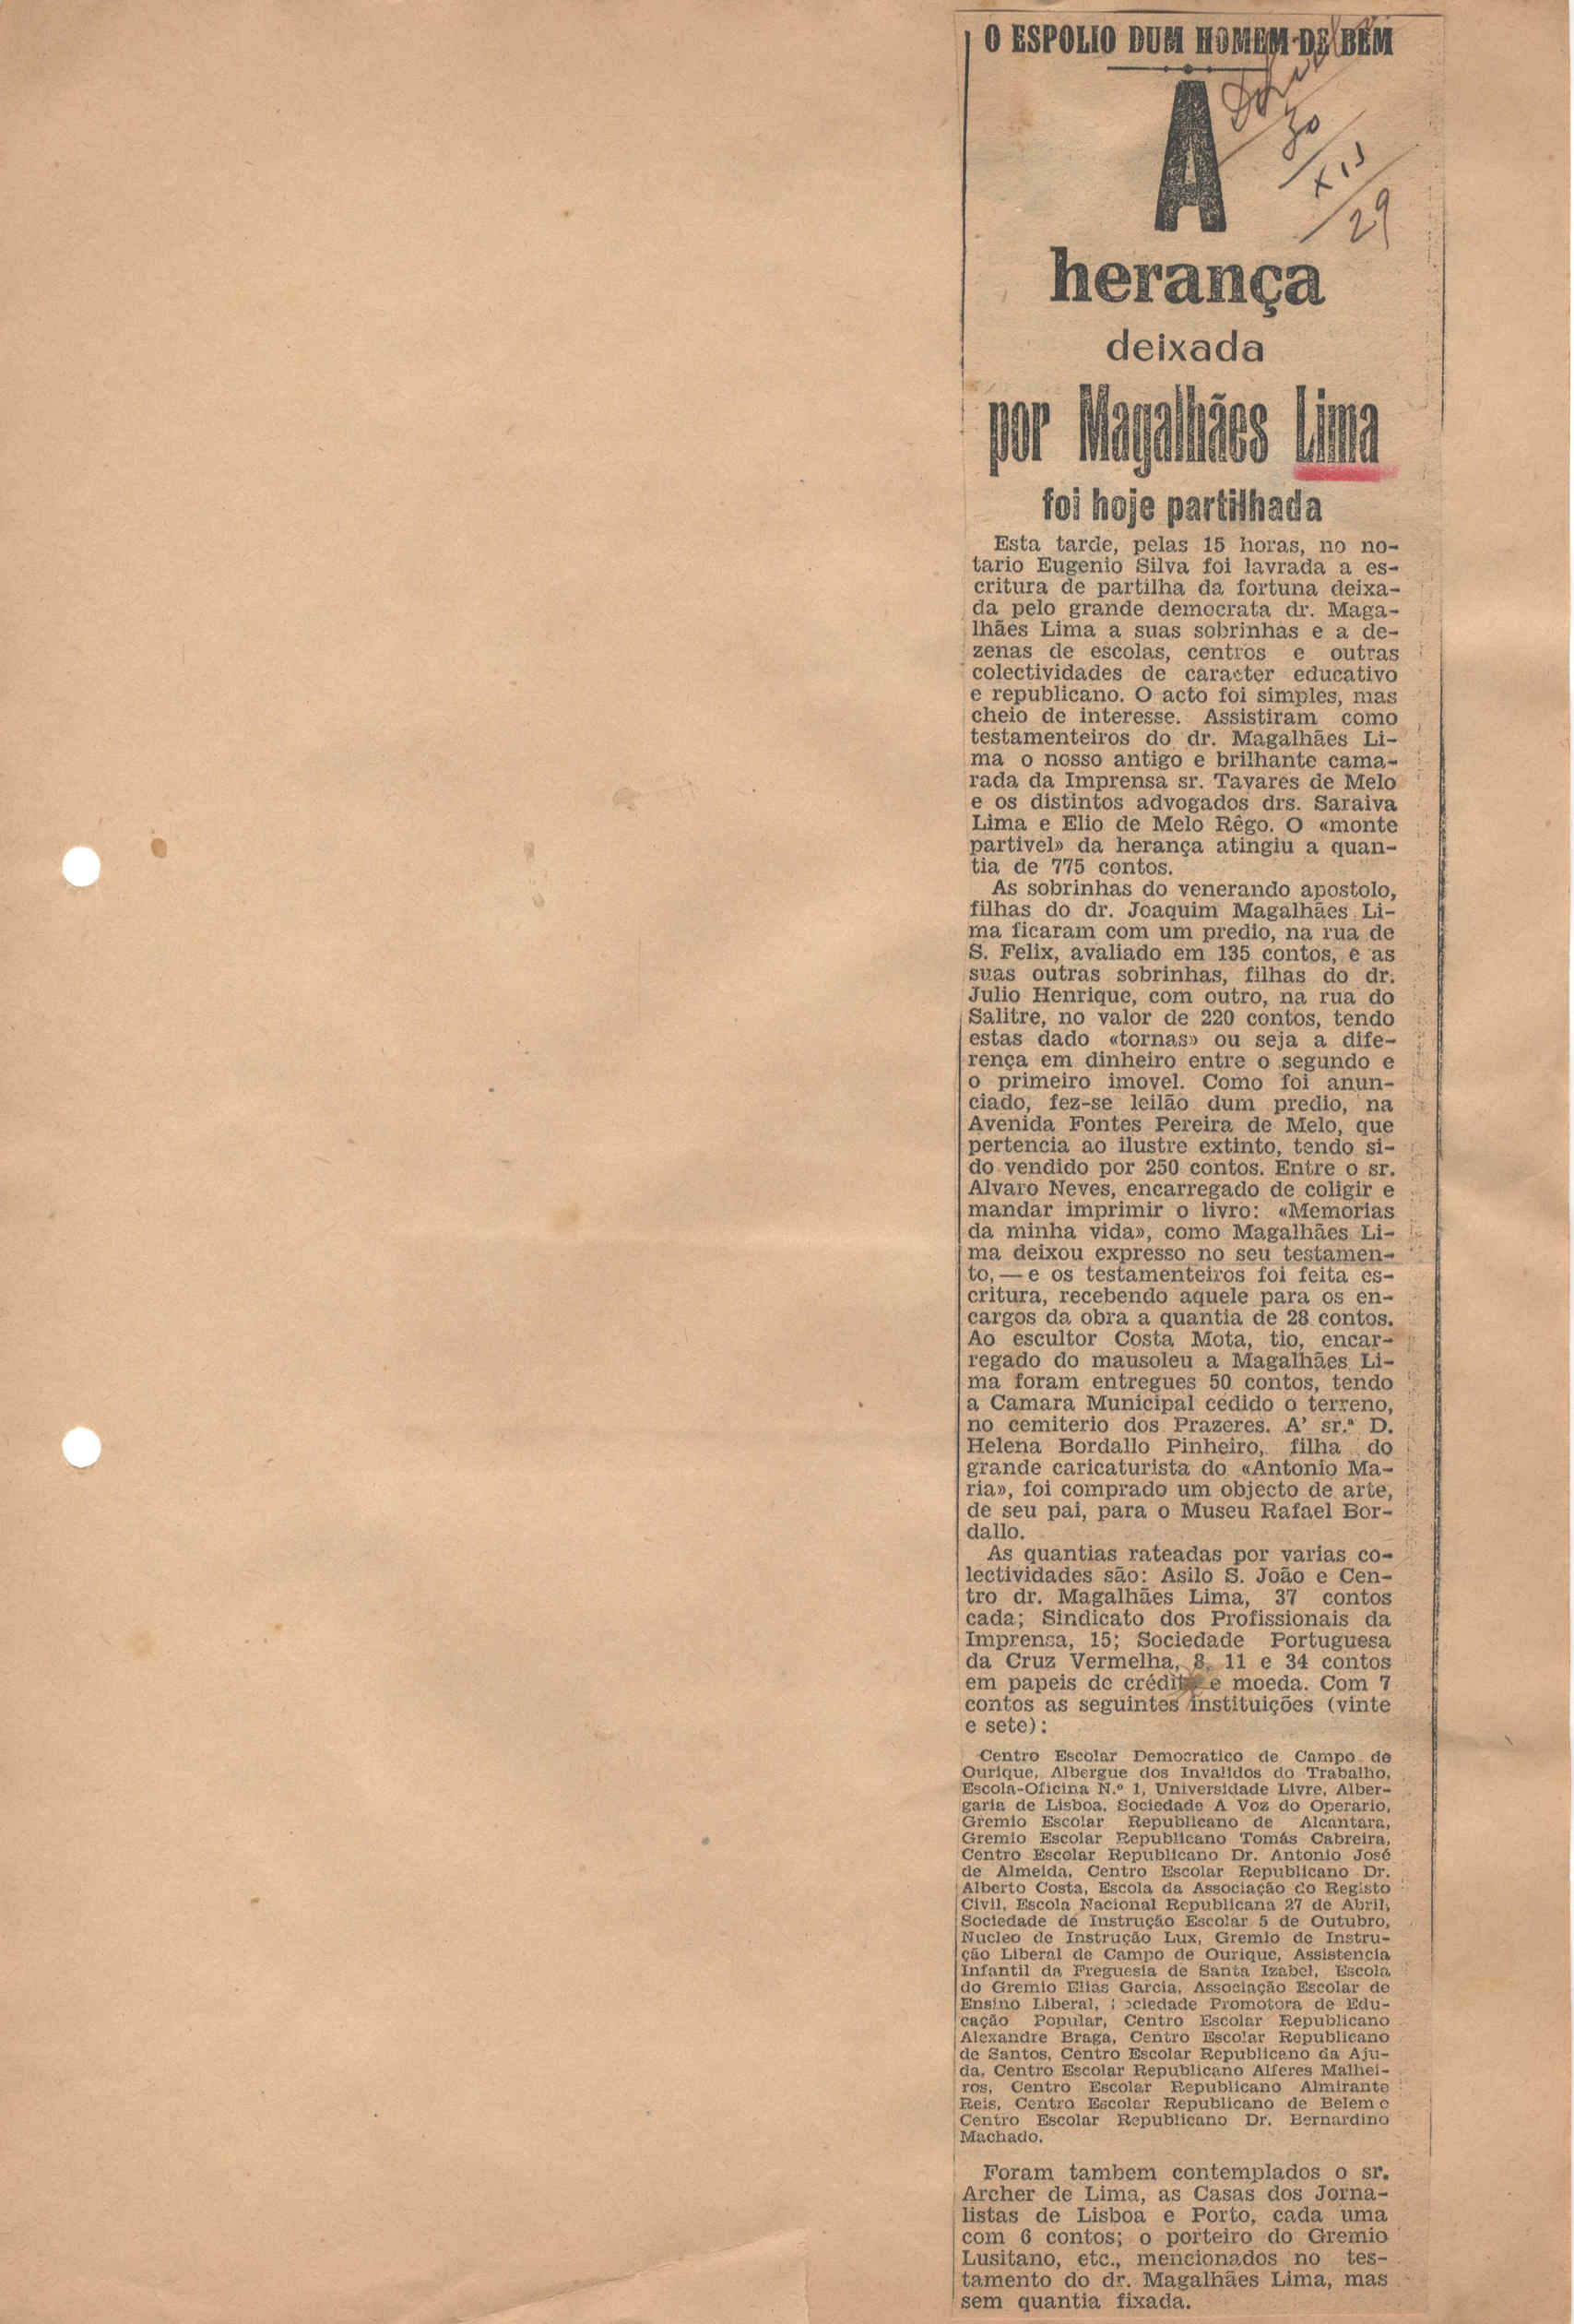 O ESPOLIO DUM HOMEM DE BEM
30
XII
29
A
herança
deixada
por Magalhães Lima
foi hoje partilhada
Esta tarde, pelas 15 horas, no no-
tario Eugenio Silva foi lavrada a es-
critura de partilha da fortuna deixa-
da pelo grande democrata dr. Maga-
lhães Lima a suas sobrinhas e a de-
zenas de escolas, centros e outras
colectividades de caracter educativo
e republicano. O acto foi simples, mas
cheio de interesse. Assistiram como
testamenteiros do dr. Magalhães Li-
ma o nosso antigo e brilhante cama-
rada da Imprensa sr. Tavares de Melo
e os distintos advogados drs. Saraiva
Lima e Elio de Melo Rêgo. O «monte
partivel» da herança atingiu a quan-
tia de 775 contos.
As sobrinhas do venerando apostolo,
filhas do dr. Joaquim Magalhães Li-
ma ficaram com um predio, na rua de
S. Felix, avaliado em 135 contos, e as
suas outras sobrinhas, filhas do dr.
Julio Henrique, com outro, na rua do
Salitre, no valor de 220 contos, tendo
estas dado «tornas» ou seja a dife-
rença em dinheiro entre o segundo e
o primeiro imovel. Como foi anun-
ciado, fez-se leilão dum predio, na
Avenida Fontes Pereira de Melo, que
pertencia ao ilustre extinto, tendo si-
do vendido por 250 contos. Entre o sr.
Alvaro Neves, encarregado de coligir e
mandar imprimir o livro: «Memorias
da minha vida», como Magalhães Li-
ma deixou expresso no seu testamen-
to,—e os testamenteiros foi feita es-
critura, recebendo aquele para os en-
cargos da obra a quantia de 28 contos.
Ao escultor Costa Mota, tio, encar-
regado do mausoleu a Magalhães Li-
ma foram entregues 50 contos, tendo
a Camara Municipal cedido o terreno,
no cemiterio dos Prazeres. A' sr.ª D.
Helena Bordallo Pinheiro, filha do
grande caricaturista do «Antonio Ma-
ria», foi comprado um objecto de arte,
de seu pai, para o Museu Rafael Bor-
dallo.
As quantias rateadas por varias co-
lectividades são: Asilo S. João e Cen-
tro dr. Magalhães Lima, 37 contos
cada; Sindicato dos Profissionais da
Imprensa, 15; Sociedade Portuguesa
da Cruz Vermelha, 8, 11 e 34 contos
em papeis de crédito e moeda. Com 7
contos as seguintes instituições (vinte
e sete):
Centro Escolar Democratico de Campo de
Ourique, Albergue dos Invalidos do Trabalho,
Escola-Oficina N.º 1, Universidade Livre, Alber-
garia de Lisboa, Sociedade A Voz do Operario,
Gremio Escolar Republicano de Alcantara,
Gremio Escolar Republicano Tomás Cabreira,
Centro Escolar Republicano Dr. Antonio José
de Almeida, Centro Escolar Republicano Dr.
Alberto Costa, Escola da Associação do Registo
Civil, Escola Nacional Republicana 27 de Abril,
Sociedade de Instrução Escolar 5 de Outubro,
Nucleo de Instrução Lux, Gremio de Instru-
ção Liberal de Campo de Ourique, Assistencia
Infantil da Freguesia de Santa Izabel, Escola
do Gremio Elias Garcia, Associação Escolar de
Ensino Liberal, Sociedade Promotora de Edu-
cação Popular, Centro Escolar Republicano
Alexandre Braga, Centro Escolar Republicano
de Santos, Centro Escolar Republicano da Aju-
da, Centro Escolar Republicano Alferes Malhei-
ros, Centro Escolar Republicano Almirante
Reis, Centro Escolar Republicano de Belem e
Centro Escolar Republicano Dr. Bernardino
Machado.
Foram tambem contemplados o sr.
Archer de Lima, as Casas dos Jorna-
listas de Lisboa e Porto, cada uma
com 6 contos; o porteiro do Gremio
Lusitano, etc., mencionados no tes-
tamento do dr. Magalhães Lima, mas
sem quantia fixada.